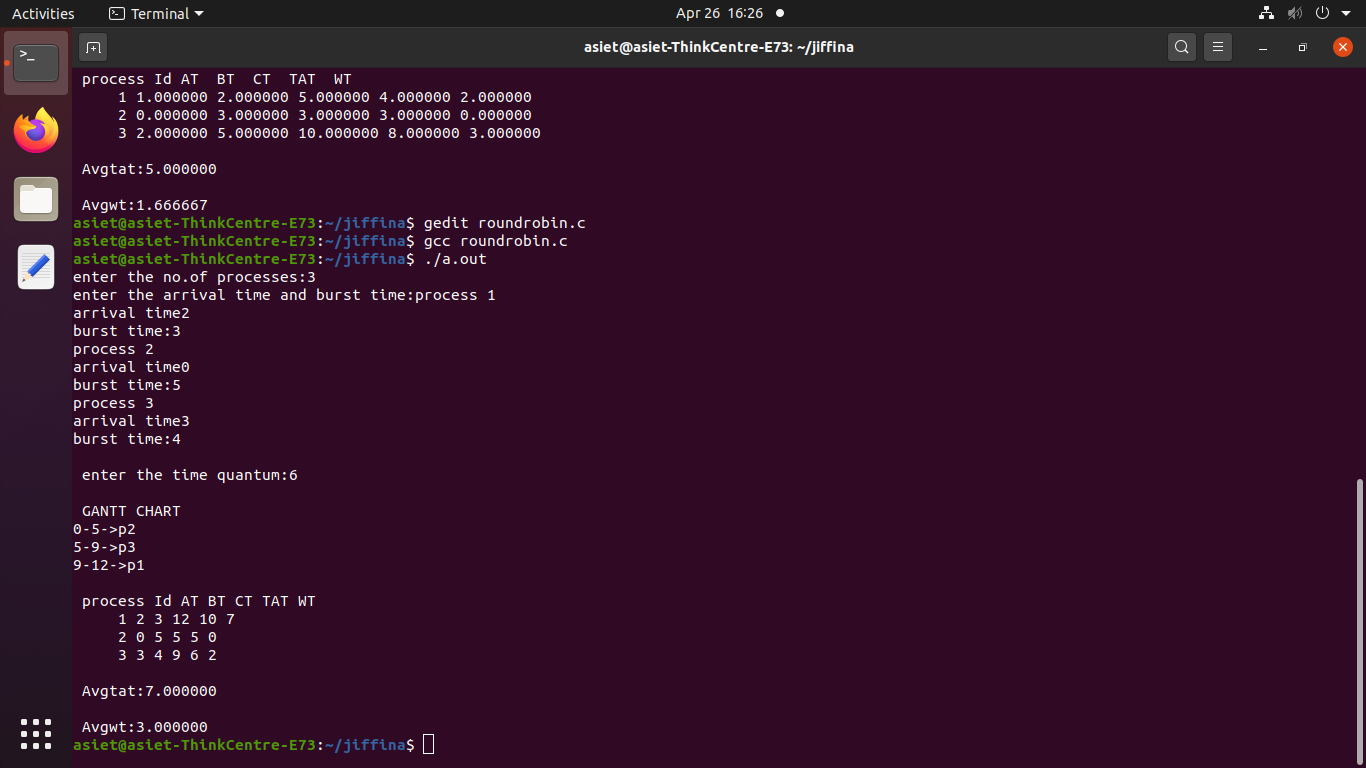 Activities Terminal Apr 26 16:26
asiet@asiet-ThinkCentre-E73: ~/jiffina
process Id AT BT CT TAT WT
1 1.000000 2.000000 5.000000 4.000000 2.000000
2 0.000000 3.000000 3.000000 3.000000 0.000000
3 2.000000 5.000000 10.000000 8.000000 3.000000
Avgtat:5.000000
Avgwt:1.666667
asiet@asiet-ThinkCentre-E73:~/jiffina$ gedit roundrobin.c
asiet@asiet-ThinkCentre-E73:~/jiffina$ gcc roundrobin.c
asiet@asiet-ThinkCentre-E73:~/jiffina$ ./a.out
enter the no.of processes:3
enter the arrival time and burst time:process 1
arrival time2
burst time:3
process 2
arrival time0
burst time:5
process 3
arrival time3
burst time:4
enter the time quantum:6
GANTT CHART
0-5->p2
5-9->p3
9-12->p1
process Id AT BT CT TAT WT
1 2 3 12 10 7
2 0 5 5 5 0
3 3 4 9 6 2
Avgtat:7.000000
Avgwt:3.000000
asiet@asiet-ThinkCentre-E73:~/jiffina$